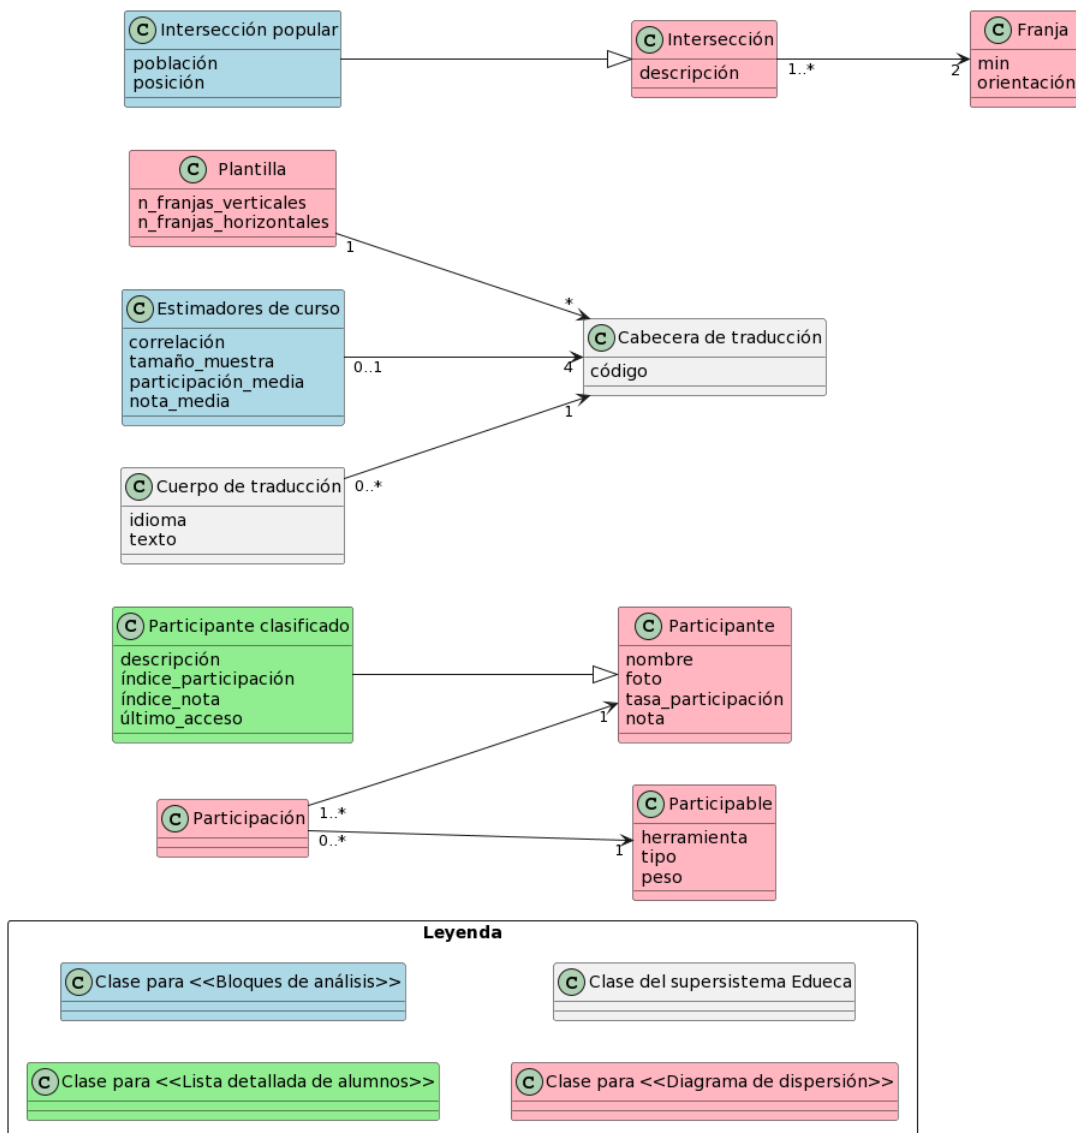 C Intersección popular
población
posición
C Intersección
descripción
1..*
2
C Franja
min
orientación
C Plantilla
n_franjas_verticales
n_franjas_horizontales
1
*
C Estimadores de curso
correlación
tamaño_muestra
participación_media
nota_media
0..1
4
C Cabecera de traducción
código
1
C Cuerpo de traducción
idioma
texto
0..*
C Participante clasificado
descripción
índice_participación
índice_nota
último_acceso
C Participante
nombre
foto
tasa_participación
nota
1
C Participación
1..*
0..*
1
C Participable
herramienta
tipo
peso
Leyenda
C Clase para <<Bloques de análisis>>
C Clase del supersistema Edueca
C Clase para <<Lista detallada de alumnos>>
C Clase para <<Diagrama de dispersión>>